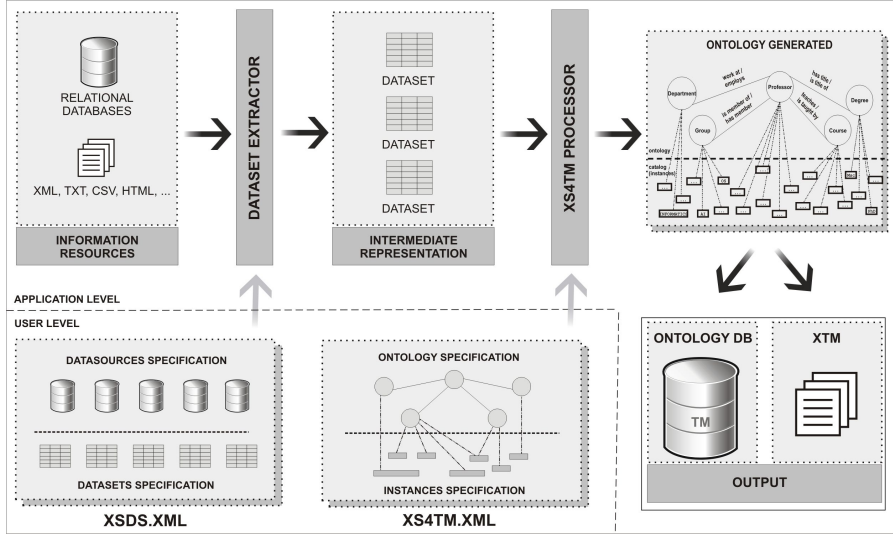 RELATIONAL
DATABASES
XML, TXT, CSV, HTML, ...
INFORMATION
RESOURCES
DATASET EXTRACTOR
DATASET
DATASET
DATASET
INTERMEDIATE
REPRESENTATION
XS4TM PROCESSOR
ONTOLOGY GENERATED
work at /
employs
has title /
is title of
Department
Professor
Degree
is member of /
has member
teaches /
is taught by
Group
Course
ontology
catalog
(instances)
INFORMATICS
AI
APPLICATION LEVEL
USER LEVEL
DATASOURCES SPECIFICATION
DATASETS SPECIFICATION
XSDS.XML
ONTOLOGY SPECIFICATION
INSTANCES SPECIFICATION
XS4TM.XML
ONTOLOGY DB
TM
XTM
OUTPUT